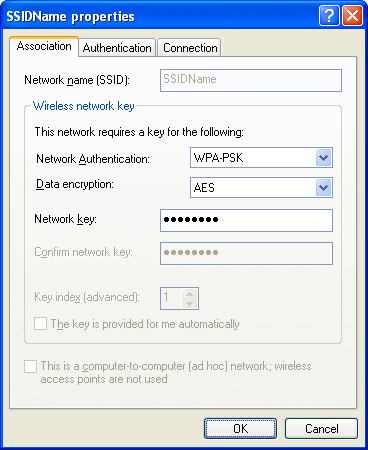 SSIDName properties
Association
Authentication
Connection
Network name (SSID):
SSIDName
Wireless network key
This network requires a key for the following:
Network Authentication:
WPA-PSK
Data encryption:
AES
Network key:
••••••••
Confirm network key:
••••••••
Key index (advanced):
1
The key is provided for me automatically
This is a computer-to-computer (ad hoc) network; wireless
access points are not used
OK
Cancel